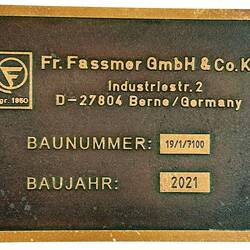 Fr. Fassmer GmbH & Co. K
Industriestr. 2
gr. 1850
D-27804 Berne/Germany
BAUNUMMER: 19/1/7100
BAUJAHR: 2021